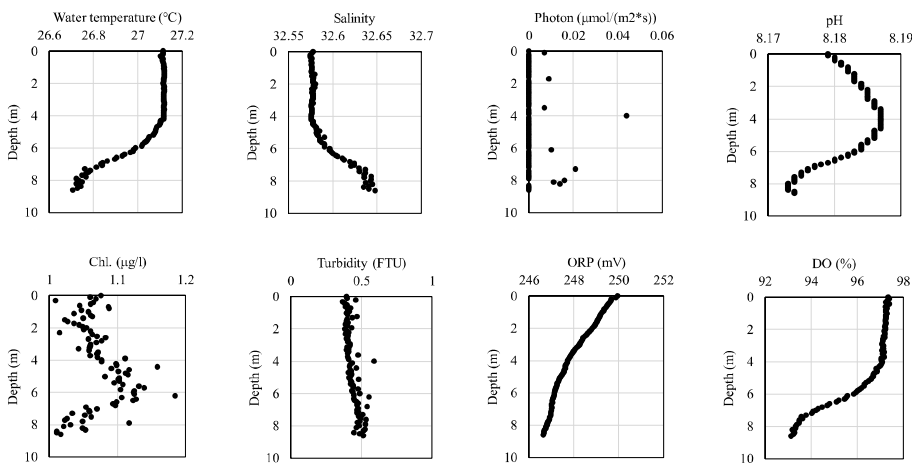 Water temperature (°C)
26.6 26.8 27 27.2
0
2
4
6
8
10
Depth (m)
Salinity
32.55 32.6 32.65 32.7
0
2
4
6
8
10
Depth (m)
Photon (μmol/(m2*s))
0 0.02 0.04 0.06
0
2
4
6
8
10
Depth (m)
pH
8.17 8.18 8.19
0
2
4
6
8
10
Depth (m)
Chl. (μg/l)
1 1.1 1.2
0
2
4
6
8
10
Depth (m)
Turbidity (FTU)
0 0.5 1
0
2
4
6
8
10
Depth (m)
ORP (mV)
246 248 250 252
0
2
4
6
8
10
Depth (m)
DO (%)
92 94 96 98
0
2
4
6
8
10
Depth (m)